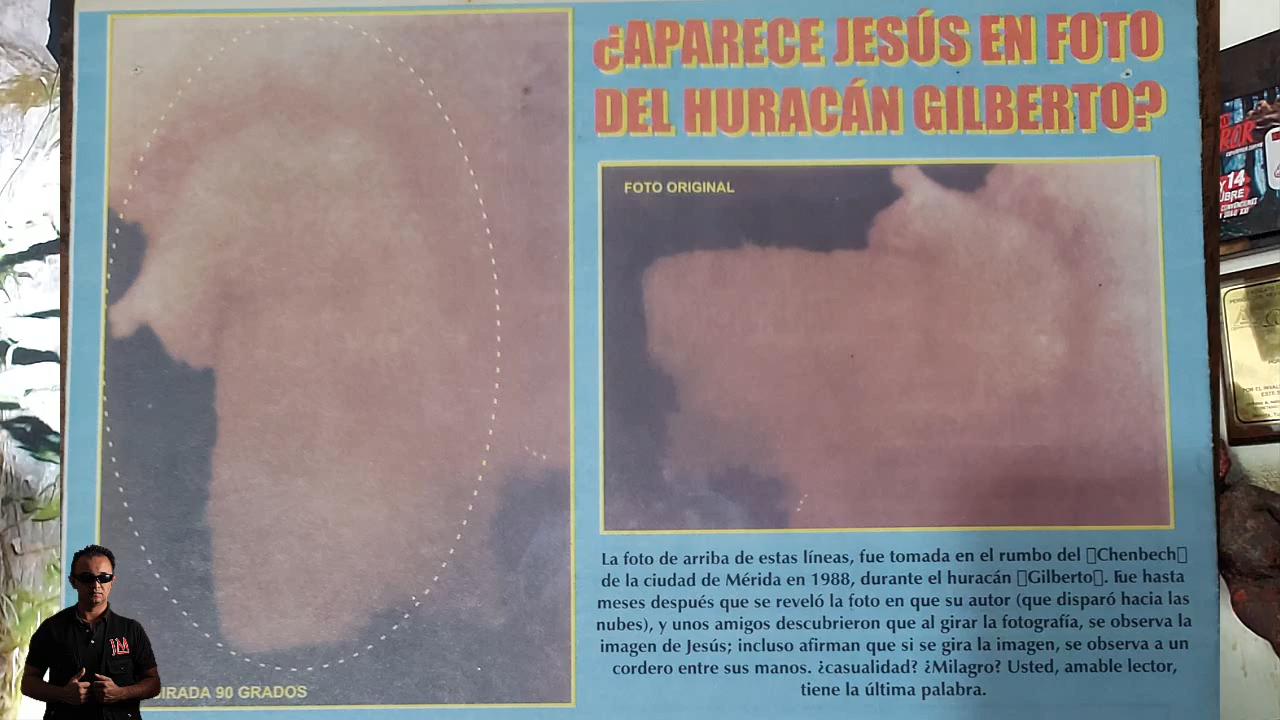 ¿APARECE JESÚS EN FOTO
DEL HURACÁN GILBERTO?
FOTO ORIGINAL
La foto de arriba de estas líneas, fue tomada en el rumbo del Chenbech
de la ciudad de Mérida en 1988, durante el huracán Gilberto. Fue hasta
meses después que se reveló la foto en que su autor (que disparó hacia las
nubes), y unos amigos descubrieron que al girar la fotografía, se observa la
imagen de Jesús; incluso afirman que si se gira la imagen, se observa a un
cordero entre sus manos. ¿casualidad? ¿Milagro? Usted, amable lector,
tiene la última palabra.
GIRADA 90 GRADOS
JM
Y 14